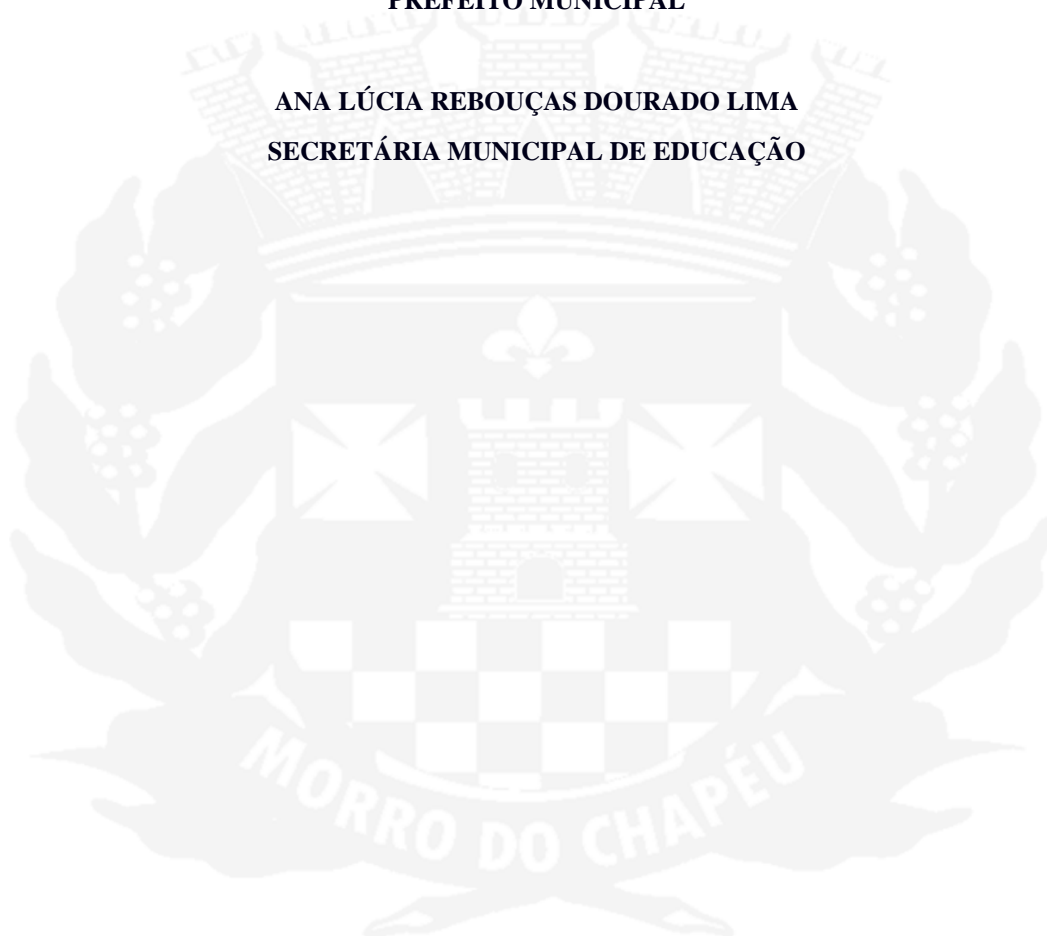 PREFEITO MUNICIPAL
ANA LÚCIA REBOUÇAS DOURADO LIMA
SECRETÁRIA MUNICIPAL DE EDUCAÇÃO
MORRO DO CHAPÉU